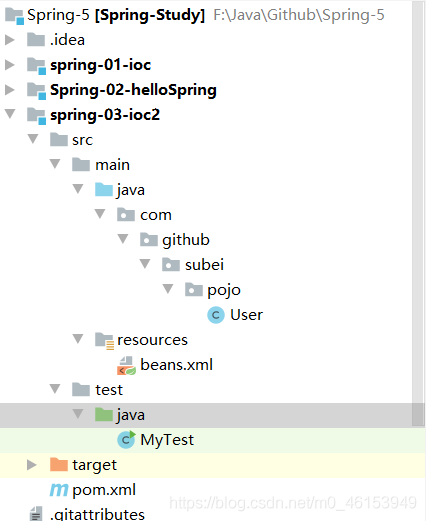 Spring-5 [Spring-Study] F:\Java\Github\Spring-5
.idea
spring-01-ioc
Spring-02-helloSpring
spring-03-ioc2
src
main
java
com
github
subei
pojo
User
resources
beans.xml
test
java
MyTest
target
pom.xml
https://blog.csdn.net/m0_46153949
.gitattributes